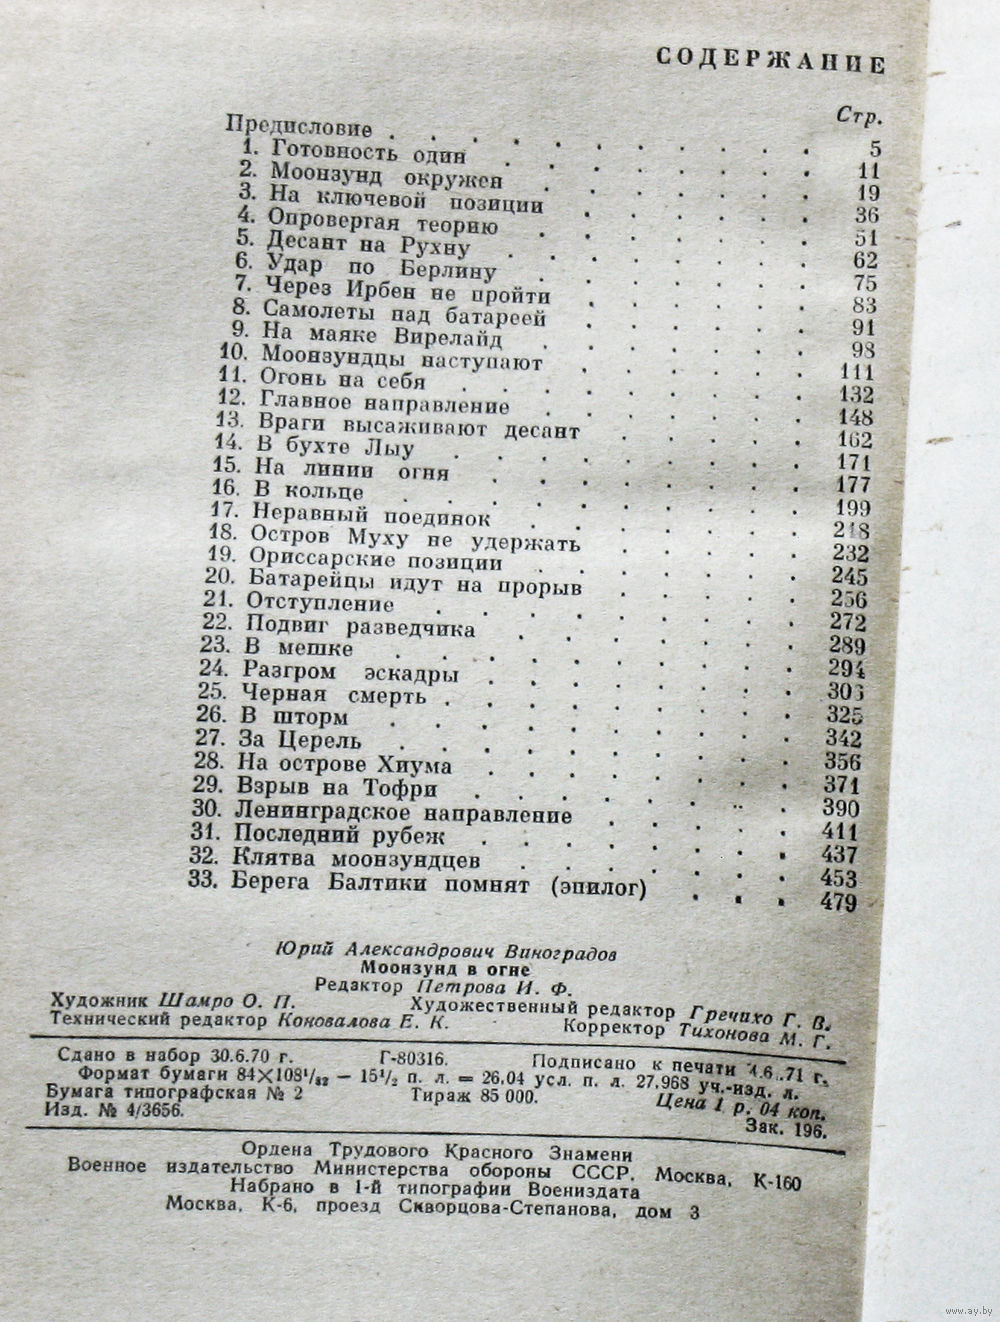 СОДЕРЖАНИЕ
Стр.
Предисловие . . . . . . . . . . 5
1. Готовность один . . . . . . . . 11
2. Моонзунд окружен . . . . . . . 19
3. На ключевой позиции . . . . . . 36
4. Опровергая теорию . . . . . . . 51
5. Десант на Рухну . . . . . . . . 62
6. Удар по Берлину . . . . . . . 75
7. Через Ирбен не пройти . . . . . . 83
8. Самолеты над батареей . . . . . . 91
9. На маяке Вирелайд . . . . . . . 98
10. Моонзундцы наступают . . . . . . 111
11. Огонь на себя . . . . . . . . . 132
12. Главное направление . . . . . . . 148
13. Враги высаживают десант . . . . . 162
14. В бухте Лыу . . . . . . . . . 171
15. На линии огня . . . . . . . . 177
16. В кольце . . . . . . . . . . 199
17. Неравный поединок . . . . . . . 218
18. Остров Муху не удержать . . . . . 232
19. Ориссарские позиции . . . . . . . 245
20. Батарейцы идут на прорыв . . . . . 256
21. Отступление . . . . . . . . . 272
22. Подвиг разведчика . . . . . . . 289
23. В мешке . . . . . . . . . . 294
24. Разгром эскадры . . . . . . . .
25. Черная смерть . . . . . . . . . 325
26. В шторм . . . . . . . . . . 342
27. За Церель . . . . . . . . . . 356
28. На острове Хиума . . . . . . . . 371
29. Взрыв на Тофри . . . . . . . . 390
30. Ленинградское направление . . . . . 411
31. Последний рубеж . . . . . . . . 437
32. Клятва моонзундцев . . . . . . . 453
33. Берега Балтики помнят (эпилог) . . . 479
Юрий Александрович Виноградов
Моонзунд в огне
Редактор Петрова И. Ф.
Художник Шамро О. П. Художественный редактор Гречихо Г. В.
Технический редактор Коновалова Е. К. Корректор Тихонова М. Г.
Сдано в набор 30.6.70 г. Г-80316. Подписано к печати г.
Формат бумаги 84×108¹/₃₂ — 15¹/₂ п. л. = 26,04 усл. п. л. 27,968 уч.-изд. л.
Бумага типографская № 2 Тираж 85 000. Цена 1 р. 04 коп.
Изд. № 4/3656. Зак. 196.
Ордена Трудового Красного Знамени
Военное издательство Министерства обороны СССР. Москва, К-160
Набрано в 1-й типографии Воениздата
Москва, К-6, проезд Скворцова-Степанова, дом 3
www.ay.by